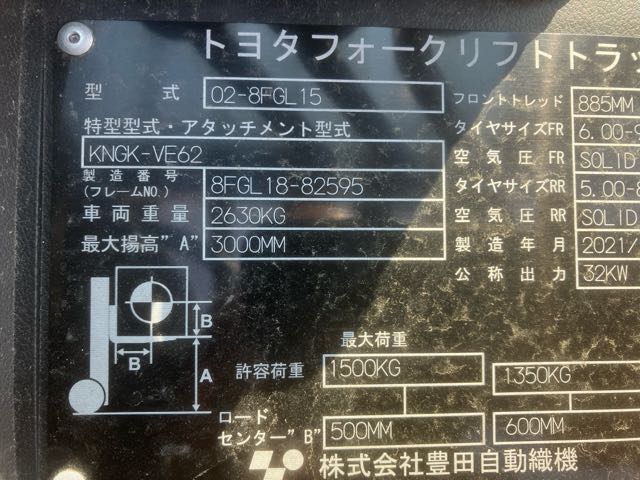 トヨタフォークリフトトラッ
型 式 02-8FGL15 フロントトレッド 885MM
特型型式・アタッチメント型式 タイヤサイズFR 6.00-
KNGK-VE62 空気圧 FR SOLID
製造番号 (フレームNO.) 8FGL18-82595 タイヤサイズRR 5.00-
車両重量 2630KG 空気圧 RR SOLID
最大揚高"A" 3000MM 製造年月 2021/
公称出力 32KW
B
B
A
最大荷重
許容荷重 1500KG 1350KG
ロード
センター"B" 500MM 600MM
株式会社豊田自動織機